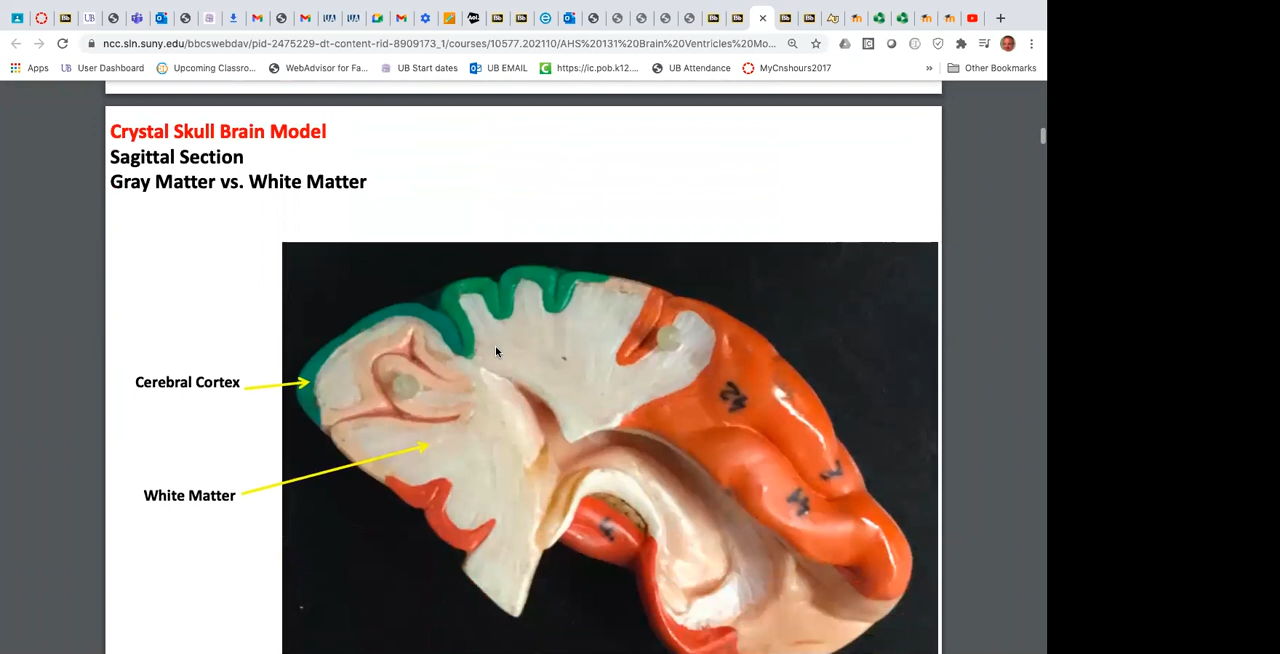 ncc.sln.suny.edu/bbcswebdav/pid-2475229-dt-content-rid-8909173_1/courses/10577.202110/AHS%20131%20Brain%20Ventricles%20Mo...
Apps
UB User Dashboard
Upcoming Classro...
WebAdvisor for Fa...
UB Start dates
UB EMAIL
https://ic.pob.k12....
UB Attendance
MyCnshours2017
»
Other Bookmarks
Crystal Skull Brain Model
Sagittal Section
Gray Matter vs. White Matter
Cerebral Cortex
White Matter
42